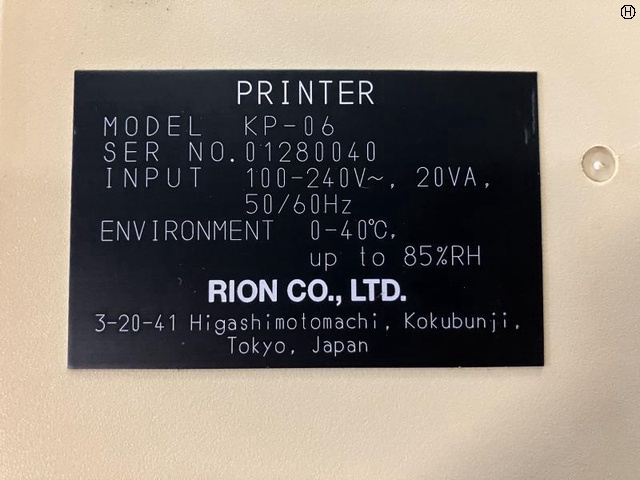 PRINTER
MODEL KP-06
SER NO. 01280040
INPUT 100-240V~, 20VA,
50/60Hz
ENVIRONMENT 0-40℃,
up to 85%RH
RION CO., LTD.
3-20-41 Higashimotomachi, Kokubunji,
Tokyo, Japan
H